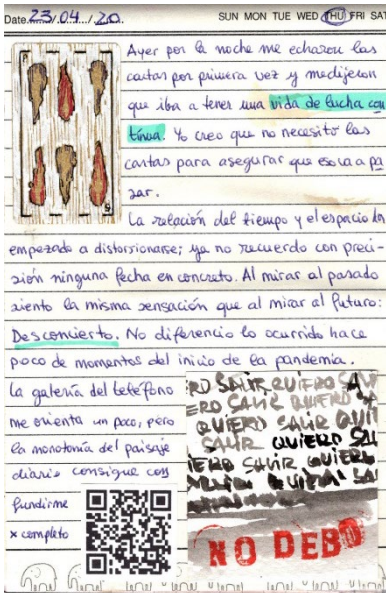 Date 23/04/20. SUN MON TUE WED THU FRI SAT
Ayer por la noche me echaron las
cartas por primera vez y me dijeron
que iba a tener una vida de lucha con
tínua. Yo creo que no necesito las
cartas para asegurar que eso va a pa
sar.
La relación del tiempo y el espacio han
empezado a distorsionarse; ya no recuerdo con preci-
sión ninguna fecha en concreto. Al mirar al pasado
siento la misma sensación que al mirar al futuro:
Desconcierto. No diferencio lo ocurrido hace
poco de momentos del inicio de la pandemia.
La galería del teléfono
me orienta un poco, pero
la monotonía del paisaje
diario consigue con
fundirme
x completo
SALIR QUIERO
SALIR QUIERO
QUIERO SALIR
SALIR QUIERO
QUIERO SALIR QUIERO
QUIERO
NO DEBO